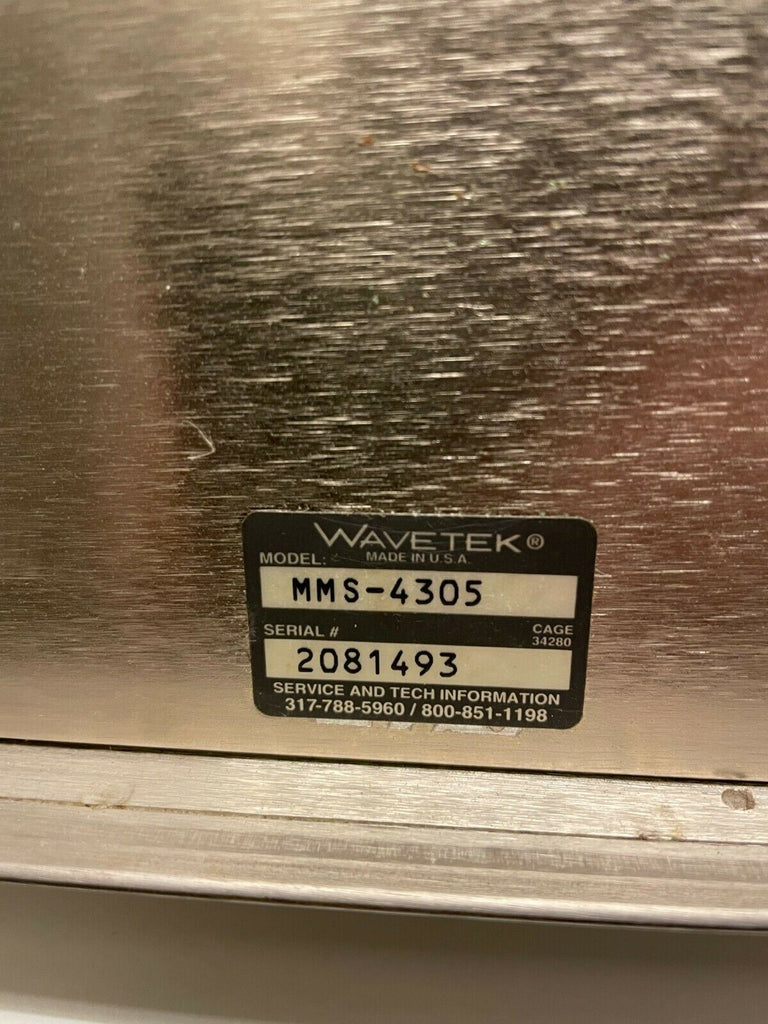 WAVETEK®
MODEL: MADE IN U.S.A.
MMS-4305
SERIAL # CAGE
34280
2081493
SERVICE AND TECH INFORMATION
317-788-5960 / 800-851-1198